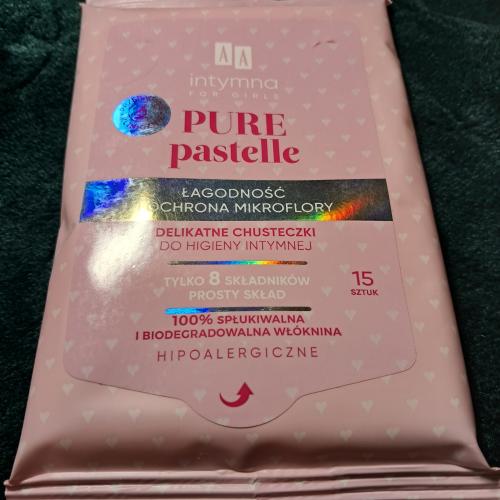 AA
intymna
FOR GIRLS
PURE
pastelle
ŁAGODNOŚĆ
OCHRONA MIKROFLORY
DELIKATNE CHUSTECZKI
DO HIGIENY INTYMNEJ
TYLKO 8 SKŁADNIKÓW
PROSTY SKŁAD
15
SZTUK
100% SPŁUKIWALNA
I BIODEGRADOWALNA WŁÓKNINA
HIPOALERGICZNE